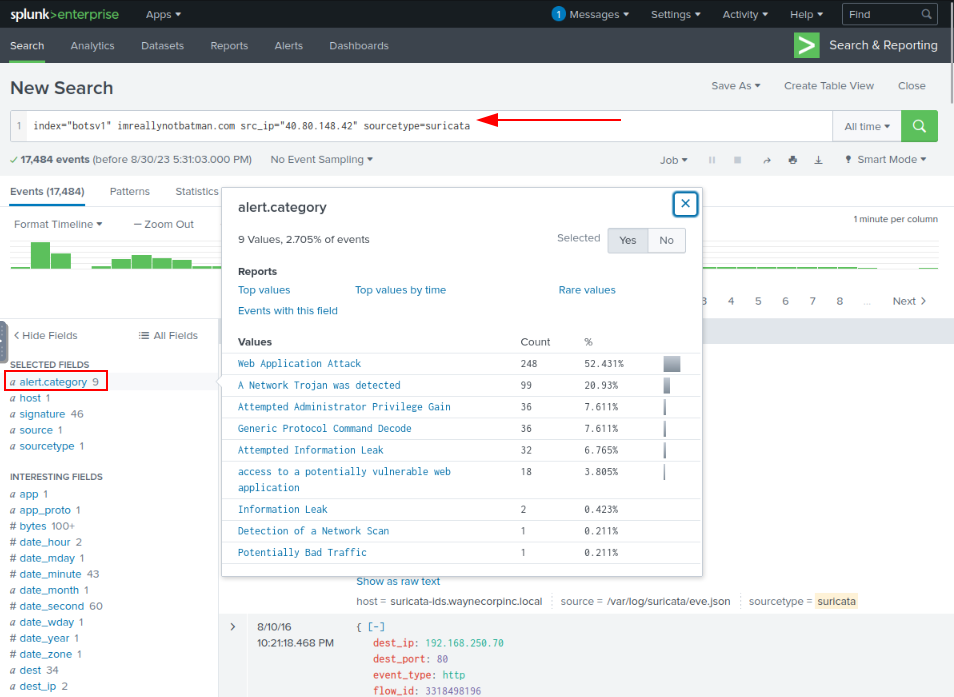 splunk>enterprise Apps 1 Messages Settings Activity Help Find
Search Analytics Datasets Reports Alerts Dashboards Search & Reporting
New Search Save As Create Table View Close
1 index="botsv1" imreallynotbatman.com src_ip="40.80.148.42" sourcetype=suricata All time
17,484 events (before 8/30/23 5:31:03.000 PM) No Event Sampling Job Smart Mode
Events (17,484) Patterns Statistics
Format Timeline — Zoom Out 1 minute per column
alert.category
9 Values, 2.705% of events Selected Yes No
Reports
Top values Top values by time Rare values
Events with this field
3 4 5 6 7 8 ... Next
Values Count %
Web Application Attack 248 52.431%
A Network Trojan was detected 99 20.93%
Attempted Administrator Privilege Gain 36 7.611%
Generic Protocol Command Decode 36 7.611%
Attempted Information Leak 32 6.765%
access to a potentially vulnerable web application 18 3.805%
Information Leak 2 0.423%
Detection of a Network Scan 1 0.211%
Potentially Bad Traffic 1 0.211%
Hide Fields All Fields
SELECTED FIELDS
a alert.category 9
a host 1
a signature 46
a source 1
a sourcetype 1
INTERESTING FIELDS
a app 1
a app_proto 1
# bytes 100+
# date_hour 2
# date_mday 1
# date_minute 43
a date_month 1
# date_second 60
a date_wday 1
# date_year 1
# date_zone 1
a dest 34
a dest_ip 2
Show as raw text
host = suricata-ids.waynecorpinc.local source = /var/log/suricata/eve.json sourcetype = suricata
8/10/16 { [-]
10:21:18.468 PM dest_ip: 192.168.250.70
dest_port: 80
event_type: http
flow_id: 3318498196